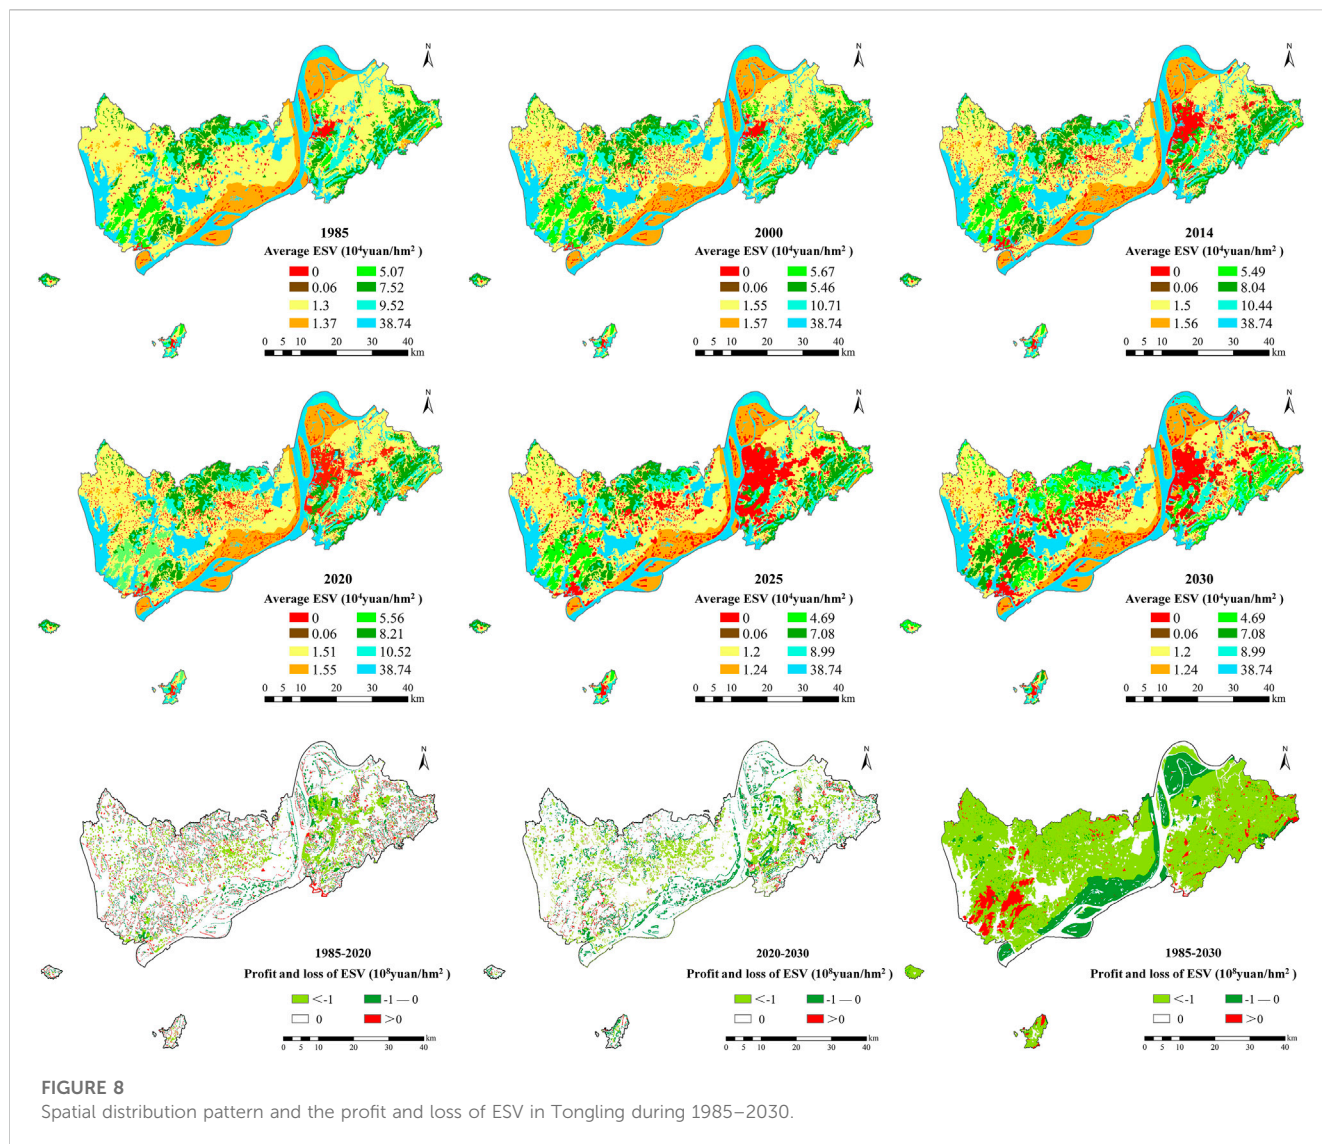 N
N
N
1985
Average ESV (10⁴yuan/hm² )
0 5.07
0.06 7.52
1.3 9.52
1.37 38.74
0 5 10 20 30 40
km
2000
Average ESV (10⁴yuan/hm² )
0 5.67
0.06 5.46
1.55 10.71
1.57 38.74
0 5 10 20 30 40
km
2014
Average ESV (10⁴yuan/hm² )
0 5.49
0.06 8.04
1.5 10.44
1.56 38.74
0 5 10 20 30 40
km
N
N
N
2020
Average ESV (10⁴yuan/hm² )
0 5.56
0.06 8.21
1.51 10.52
1.55 38.74
0 5 10 20 30 40
km
2025
Average ESV (10⁴yuan/hm² )
0 4.69
0.06 7.08
1.2 8.99
1.24 38.74
0 5 10 20 30 40
km
2030
Average ESV (10⁴yuan/hm² )
0 4.69
0.06 7.08
1.2 8.99
1.24 38.74
0 5 10 20 30 40
km
N
N
N
1985-2020
Profit and loss of ESV (10⁸yuan/hm² )
<-1 -1 — 0
0 >0
0 5 10 20 30 40
km
2020-2030
Profit and loss of ESV (10⁸yuan/hm² )
<-1 -1 — 0
0 >0
0 5 10 20 30 40
km
1985-2030
Profit and loss of ESV (10⁸yuan/hm² )
<-1 -1 — 0
0 >0
0 5 10 20 30 40
km
FIGURE 8
Spatial distribution pattern and the profit and loss of ESV in Tongling during 1985–2030.